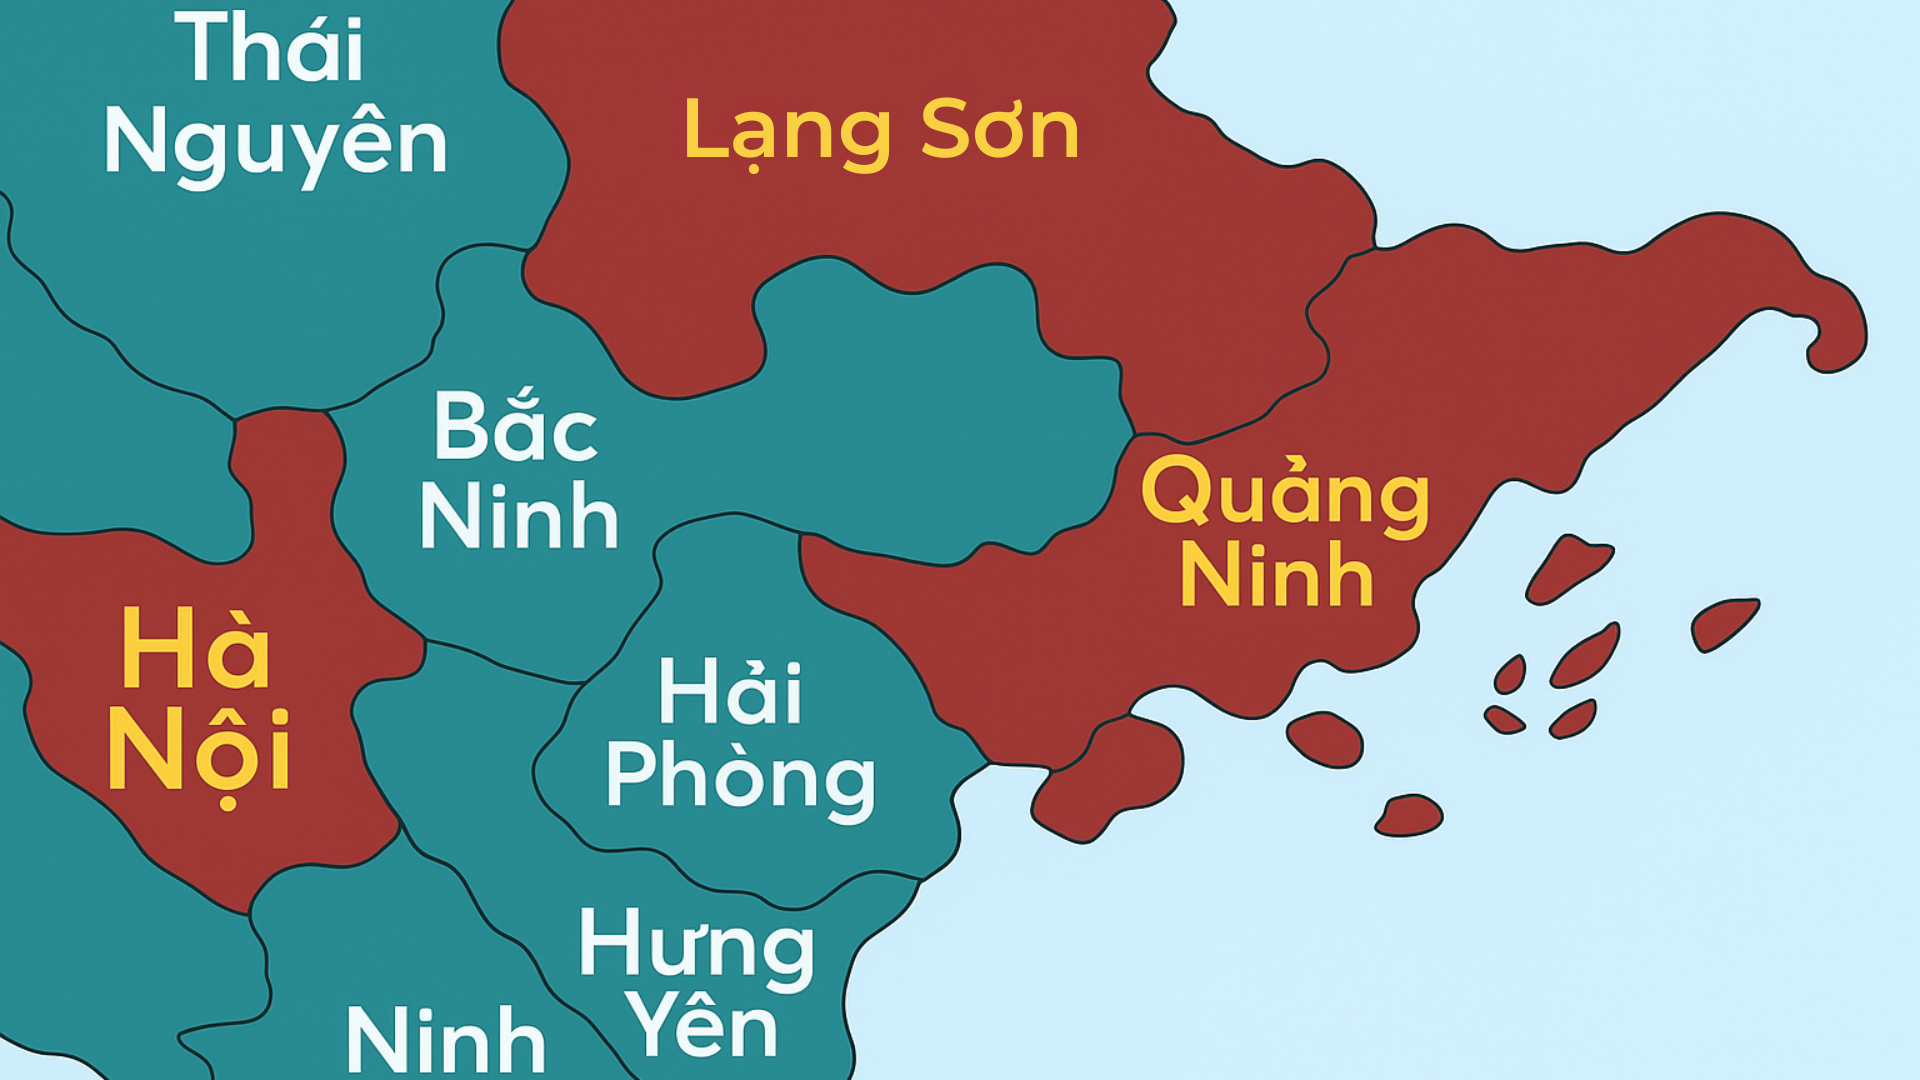 Thái
Nguyên
Lạng Sơn
Bắc
Ninh
Quảng
Ninh
Hà
Nội
Hải
Phòng
Hưng
Yên
Ninh